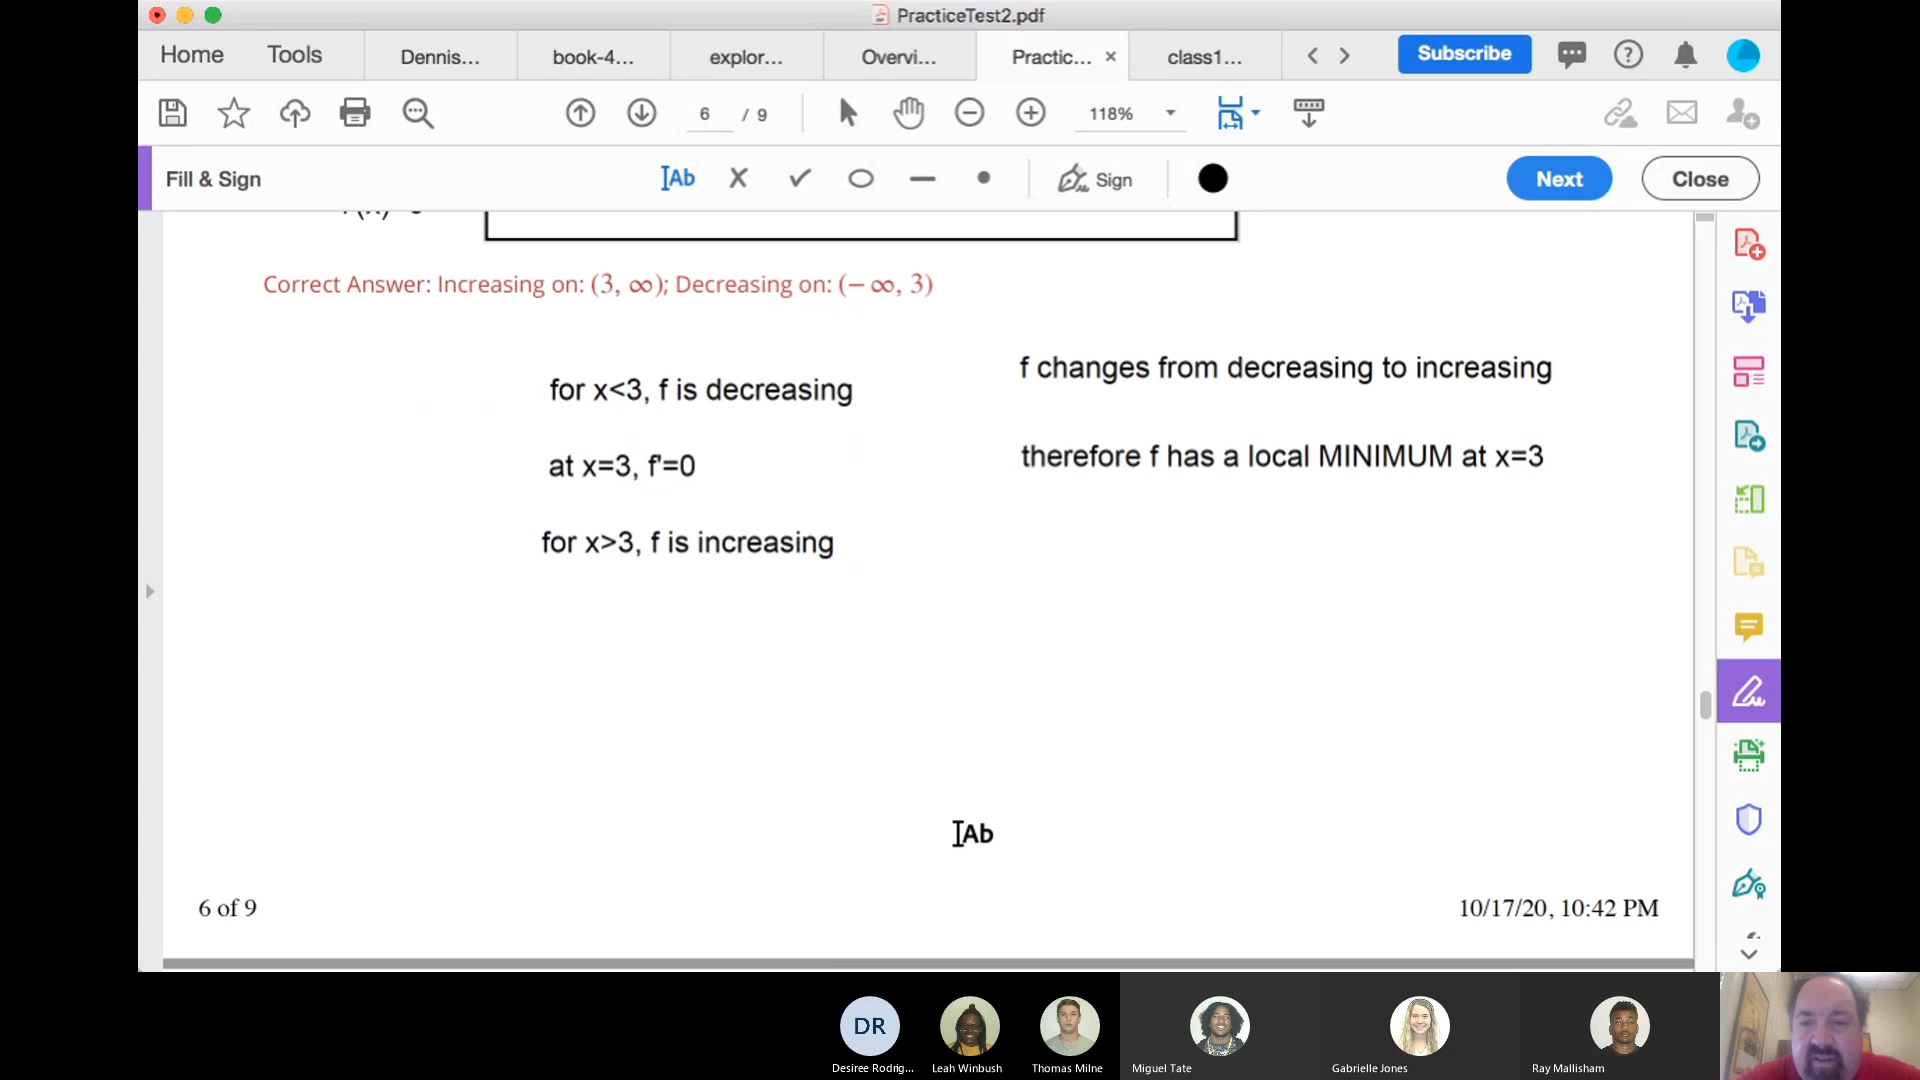 PracticeTest2.pdf
Home Tools Dennis... book-4... explor... Overvi... Practic... × class1... Subscribe
6 / 9 118%
Fill & Sign Ab Sign Next Close
Correct Answer: Increasing on: (3, ∞); Decreasing on: (− ∞, 3)
f changes from decreasing to increasing
for x<3, f is decreasing
therefore f has a local MINIMUM at x=3
at x=3, f'=0
for x>3, f is increasing
Ab
6 of 9 10/17/20, 10:42 PM
DR
Desiree Rodrig... Leah Winbush Thomas Milne Miguel Tate Gabrielle Jones Ray Mallisham